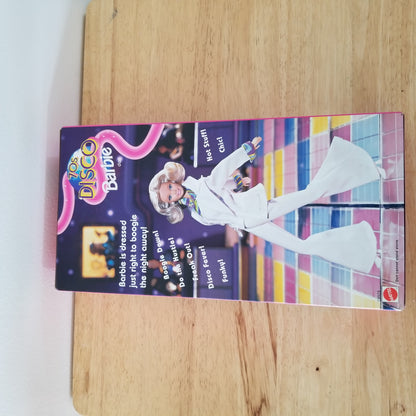 70s
DISCO
Barbie
Barbie is dressed
just right to boogie
the night away!
Boogie Down!
Do the Hustle!
Freak Out!
Disco Fever!
Funky!
Hot Stuff!
Chic!
Mattel